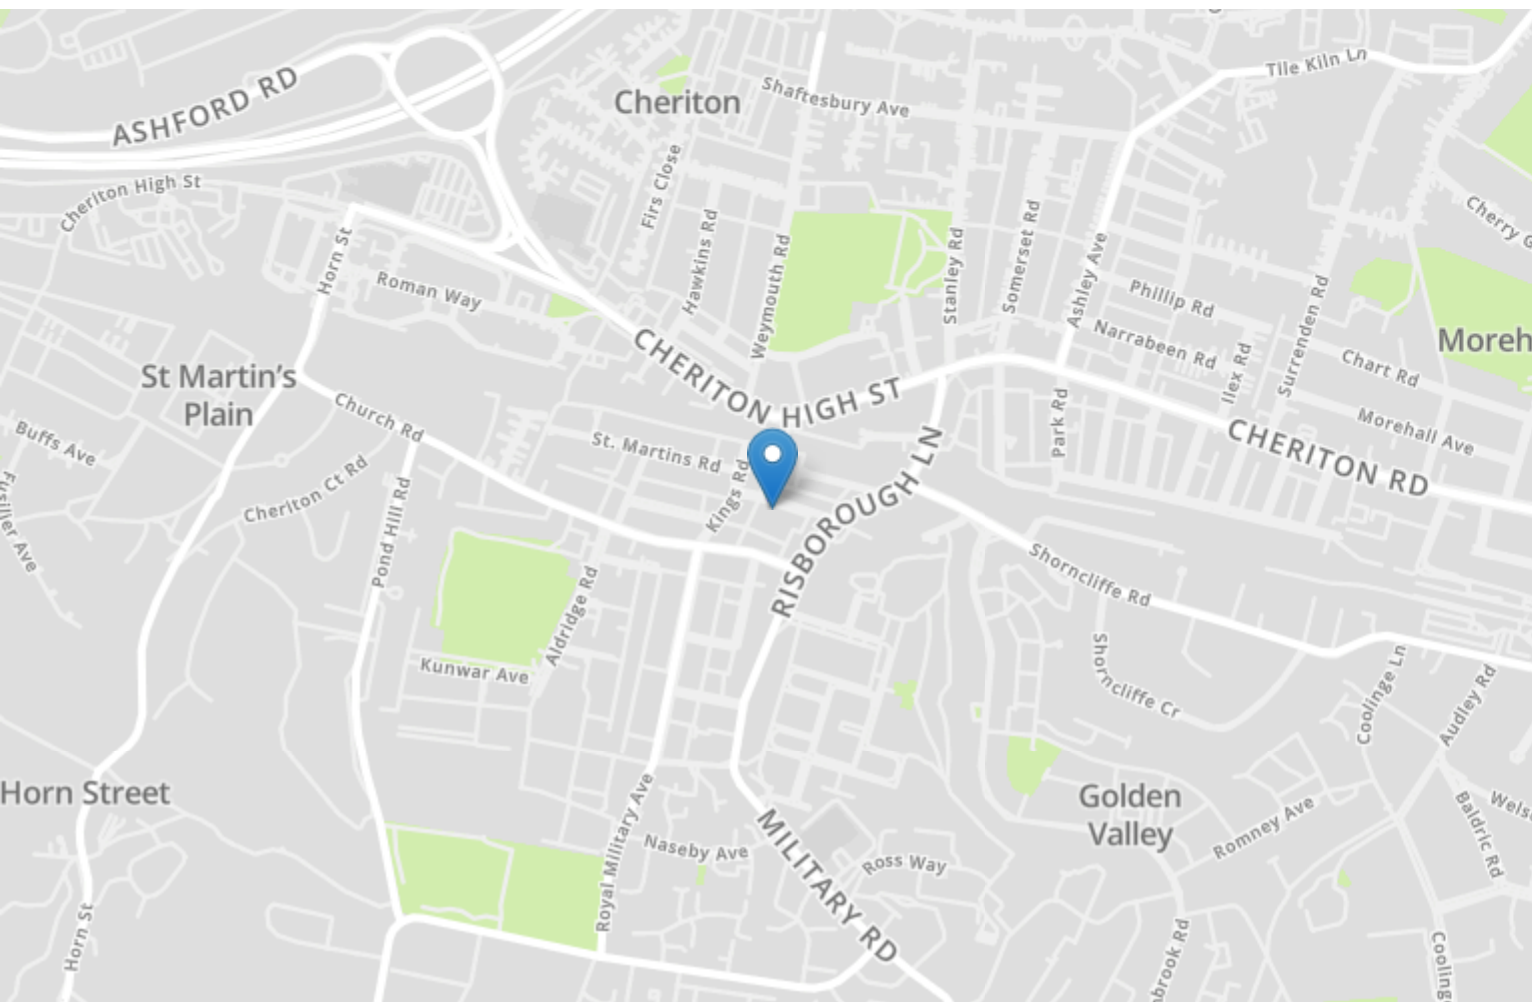 Tile Kiln Ln
ASHFORD RD
Cheriton
Shaftesbury Ave
Cheriton High St
Firs Close
Cherry
Horn St
Hawkins Rd
Weymouth Rd
Stanley Rd
Somerset Rd
Ashley Ave
Roman Way
Phillip Rd
Surrenden Rd
CHERITON HIGH ST
Narrabeen Rd
Moreh
Ilex Rd
Chart Rd
St Martin's
Plain
Church Rd
Park Rd
Morehall Ave
Buffs Ave
St. Martins Rd
CHERITON RD
Kings Rd
RISBOROUGH LN
Cheriton Ct Rd
Pond Hill Rd
Fusilier Ave
Shorncliffe Rd
Aldridge Rd
Kunwar Ave
Shorncliffe Cr
Coolinge Ln
Audley Rd
Horn Street
Golden
Valley
Royal Military Ave
Naseby Ave
MILITARY RD
Ross Way
Romney Ave
Baldric Rd
Horn St
brook Rd
Cooling